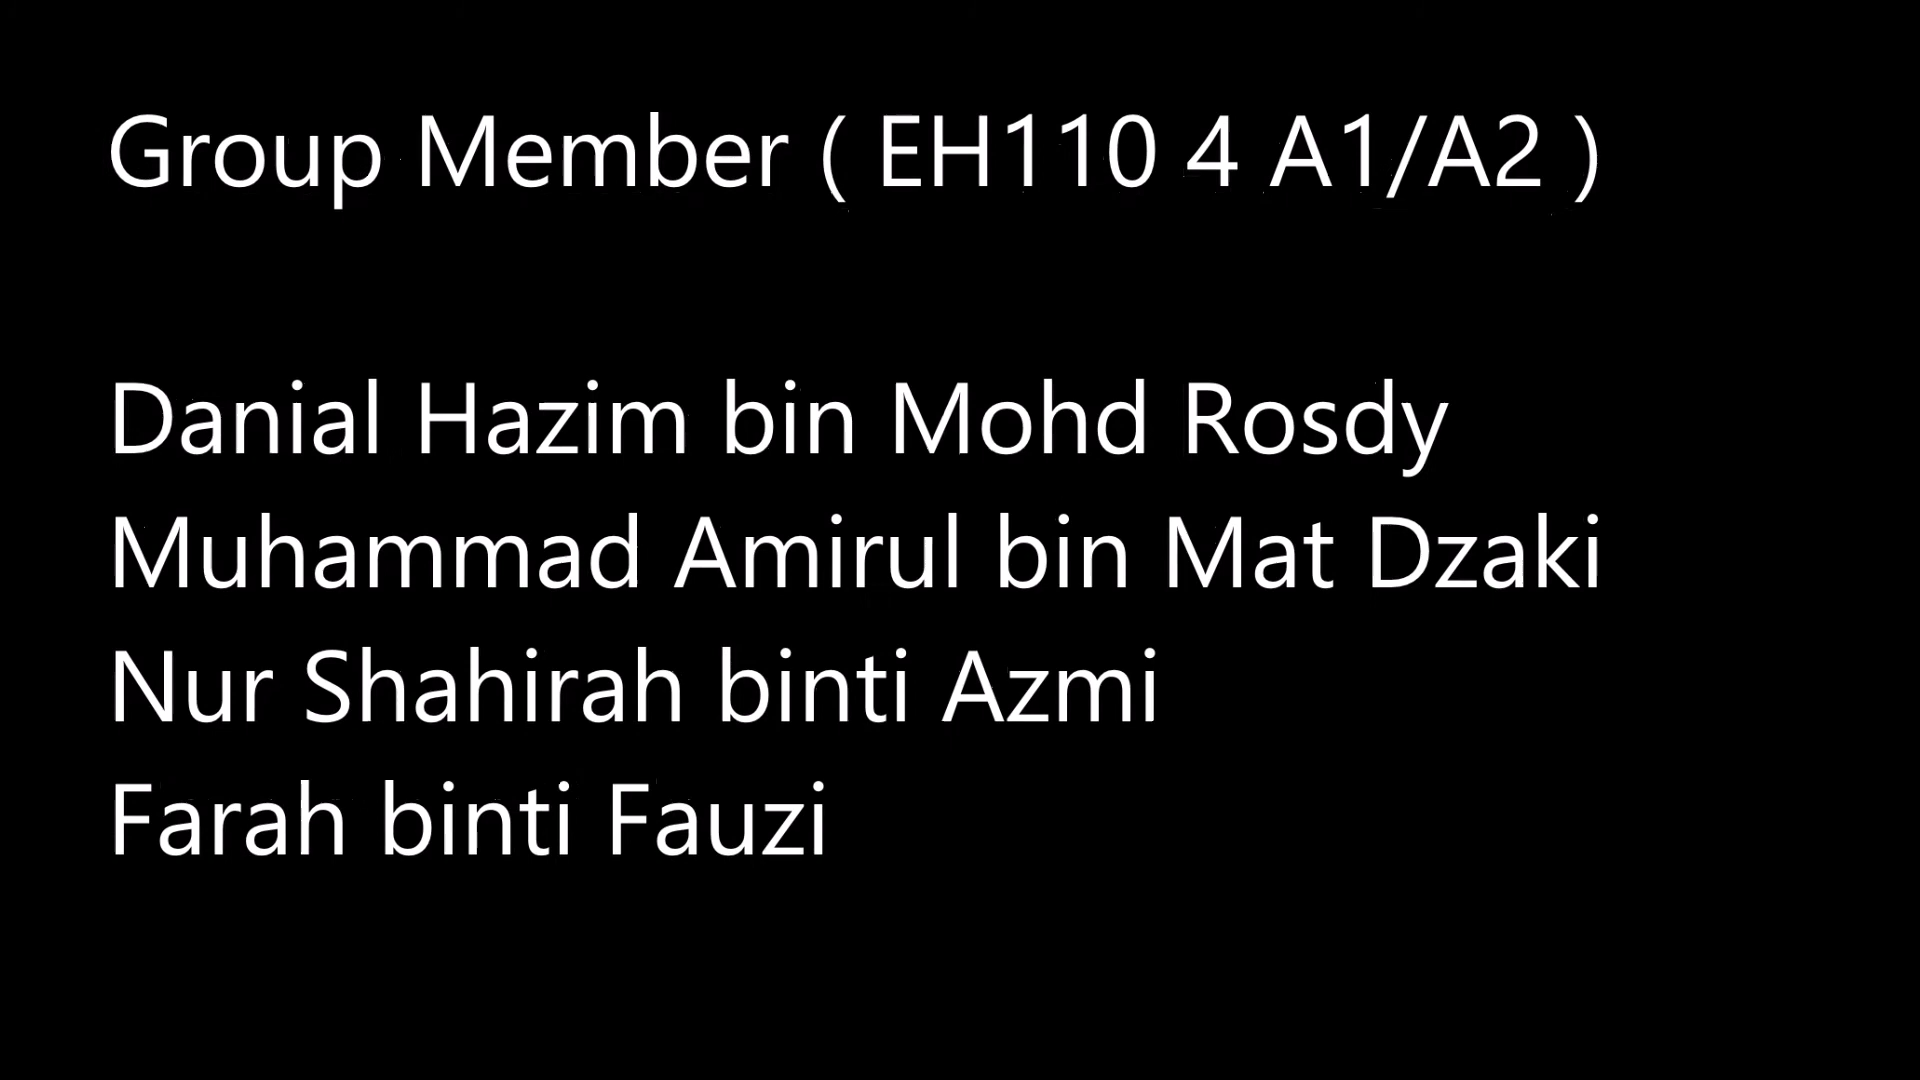 Group Member ( EH110 4 A1/A2 )
Danial Hazim bin Mohd Rosdy
Muhammad Amirul bin Mat Dzaki
Nur Shahirah binti Azmi
Farah binti Fauzi